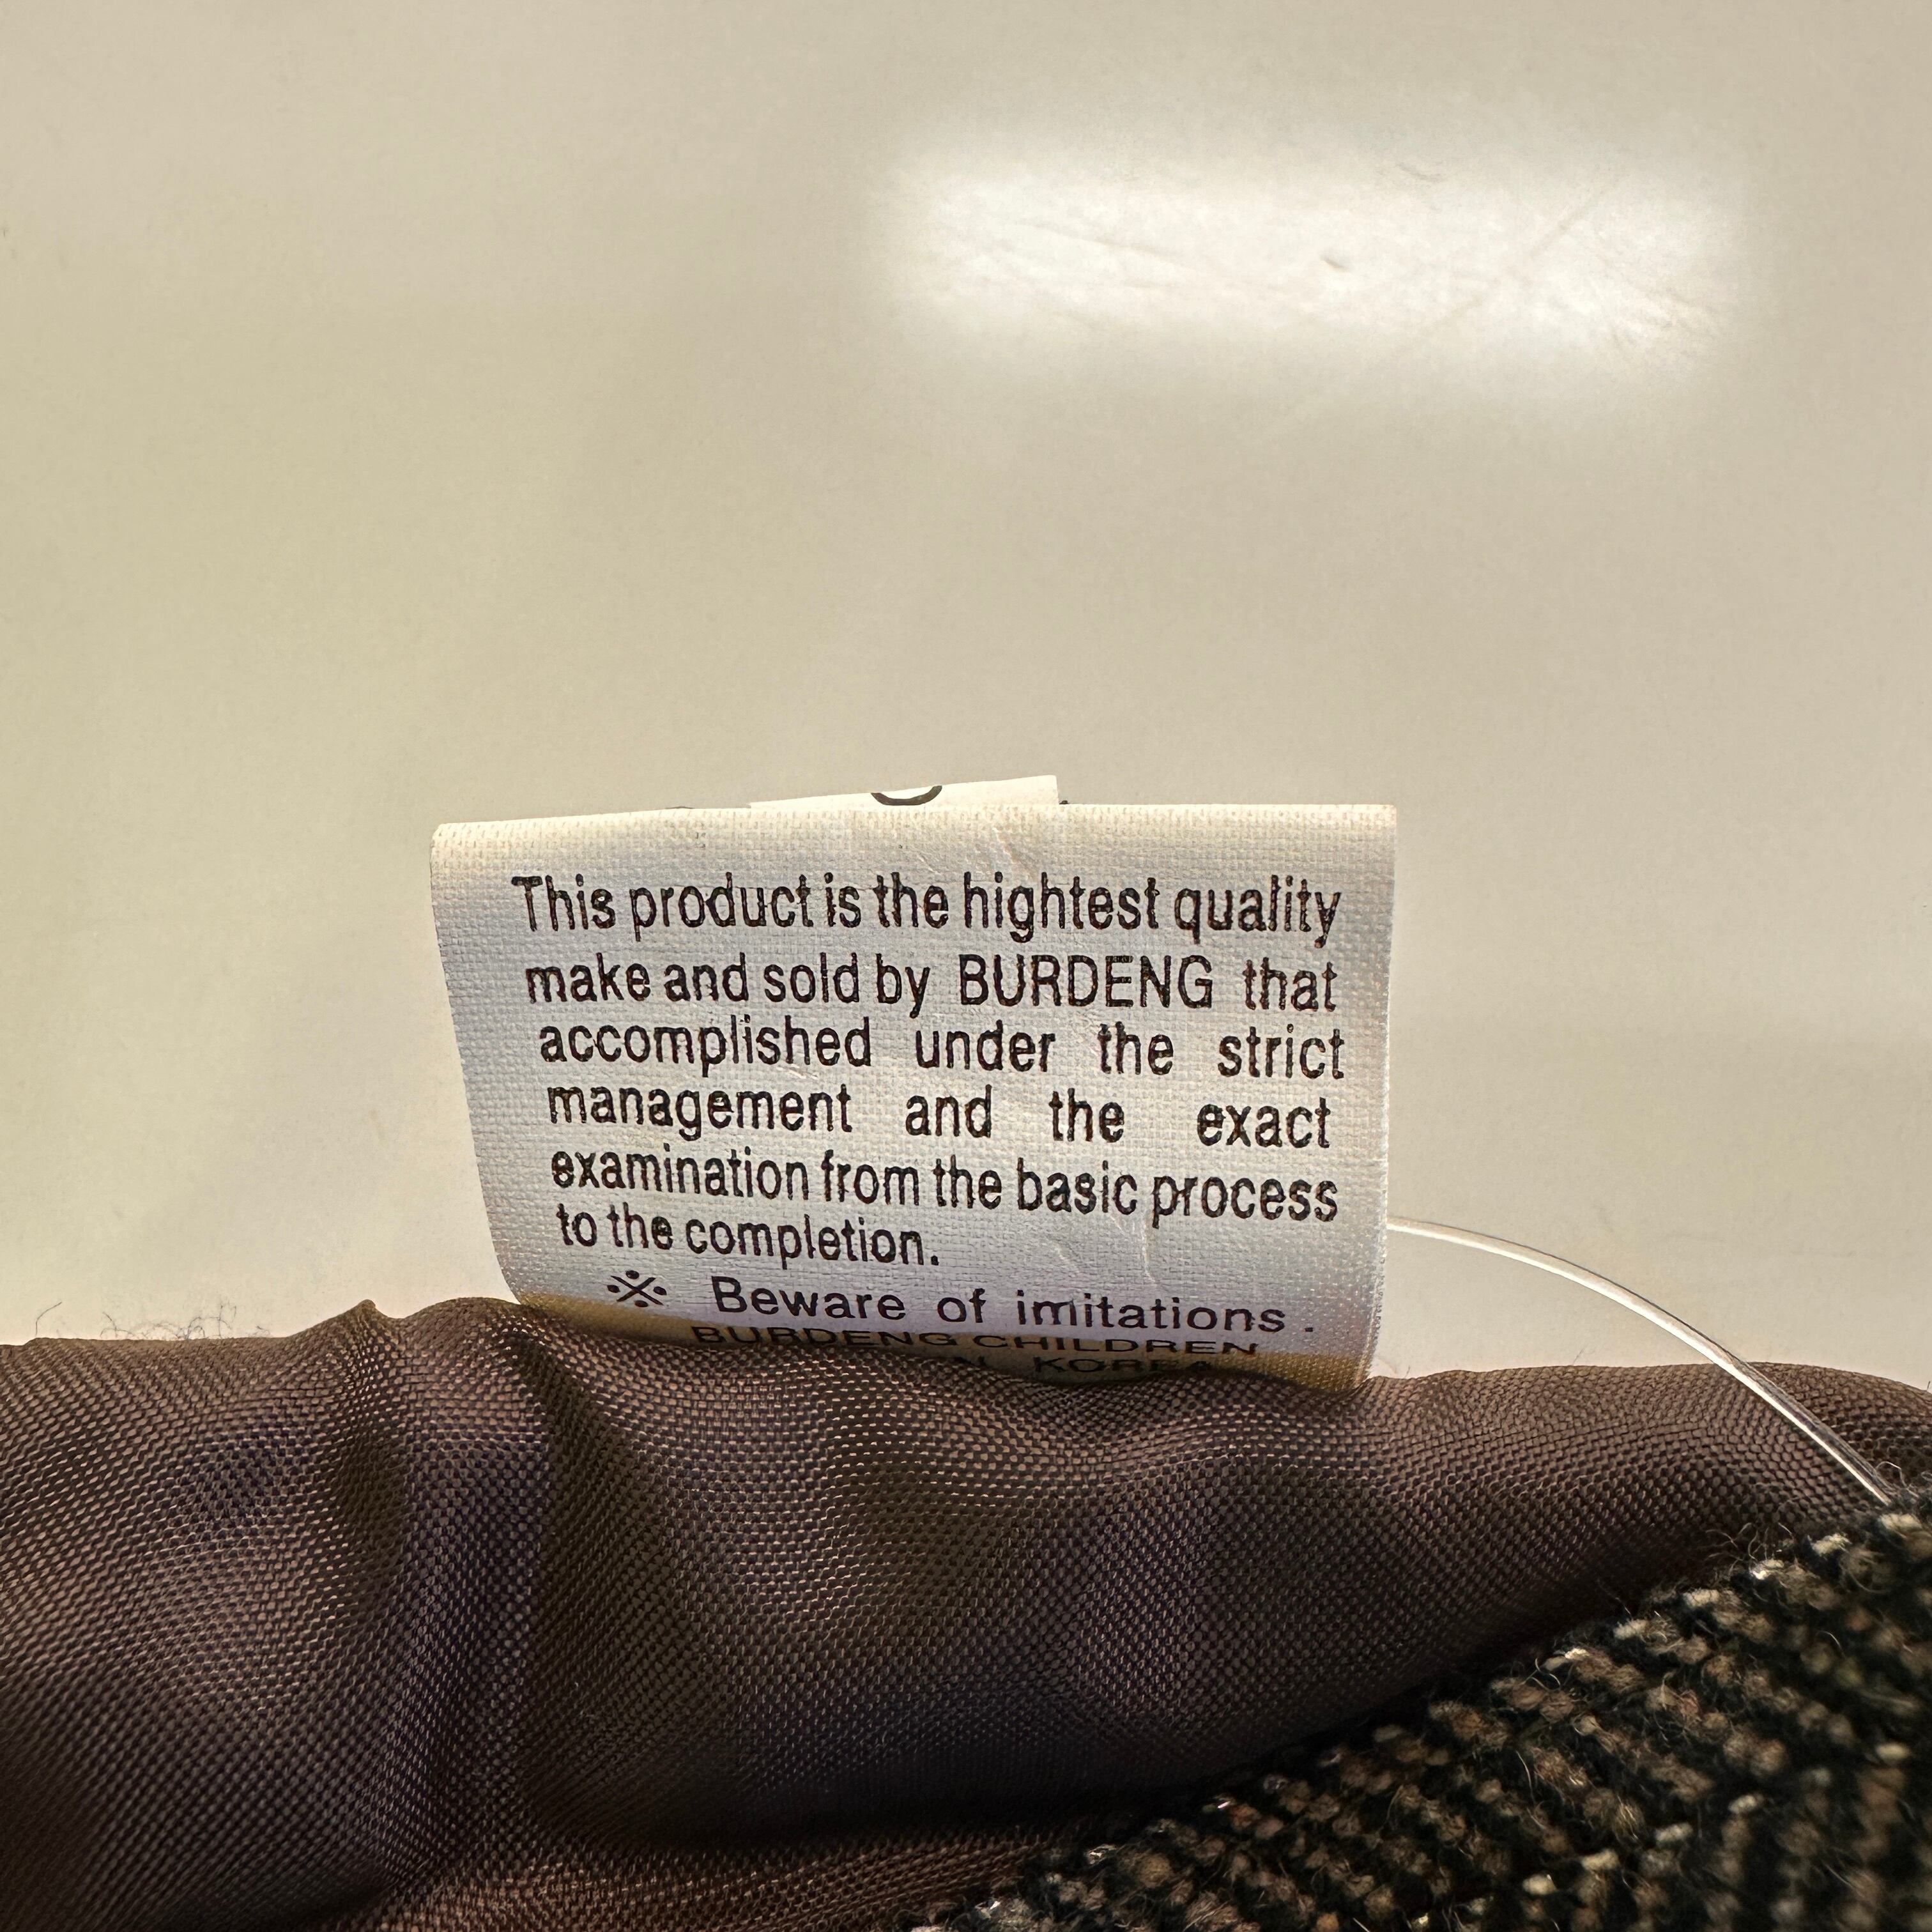 This product is the hightest quality
make and sold by BURDENG that
accomplished under the strict
management and the exact
examination from the basic process
to the completion.
※ Beware of imitations.
BURDENG CHILDREN
KOREA